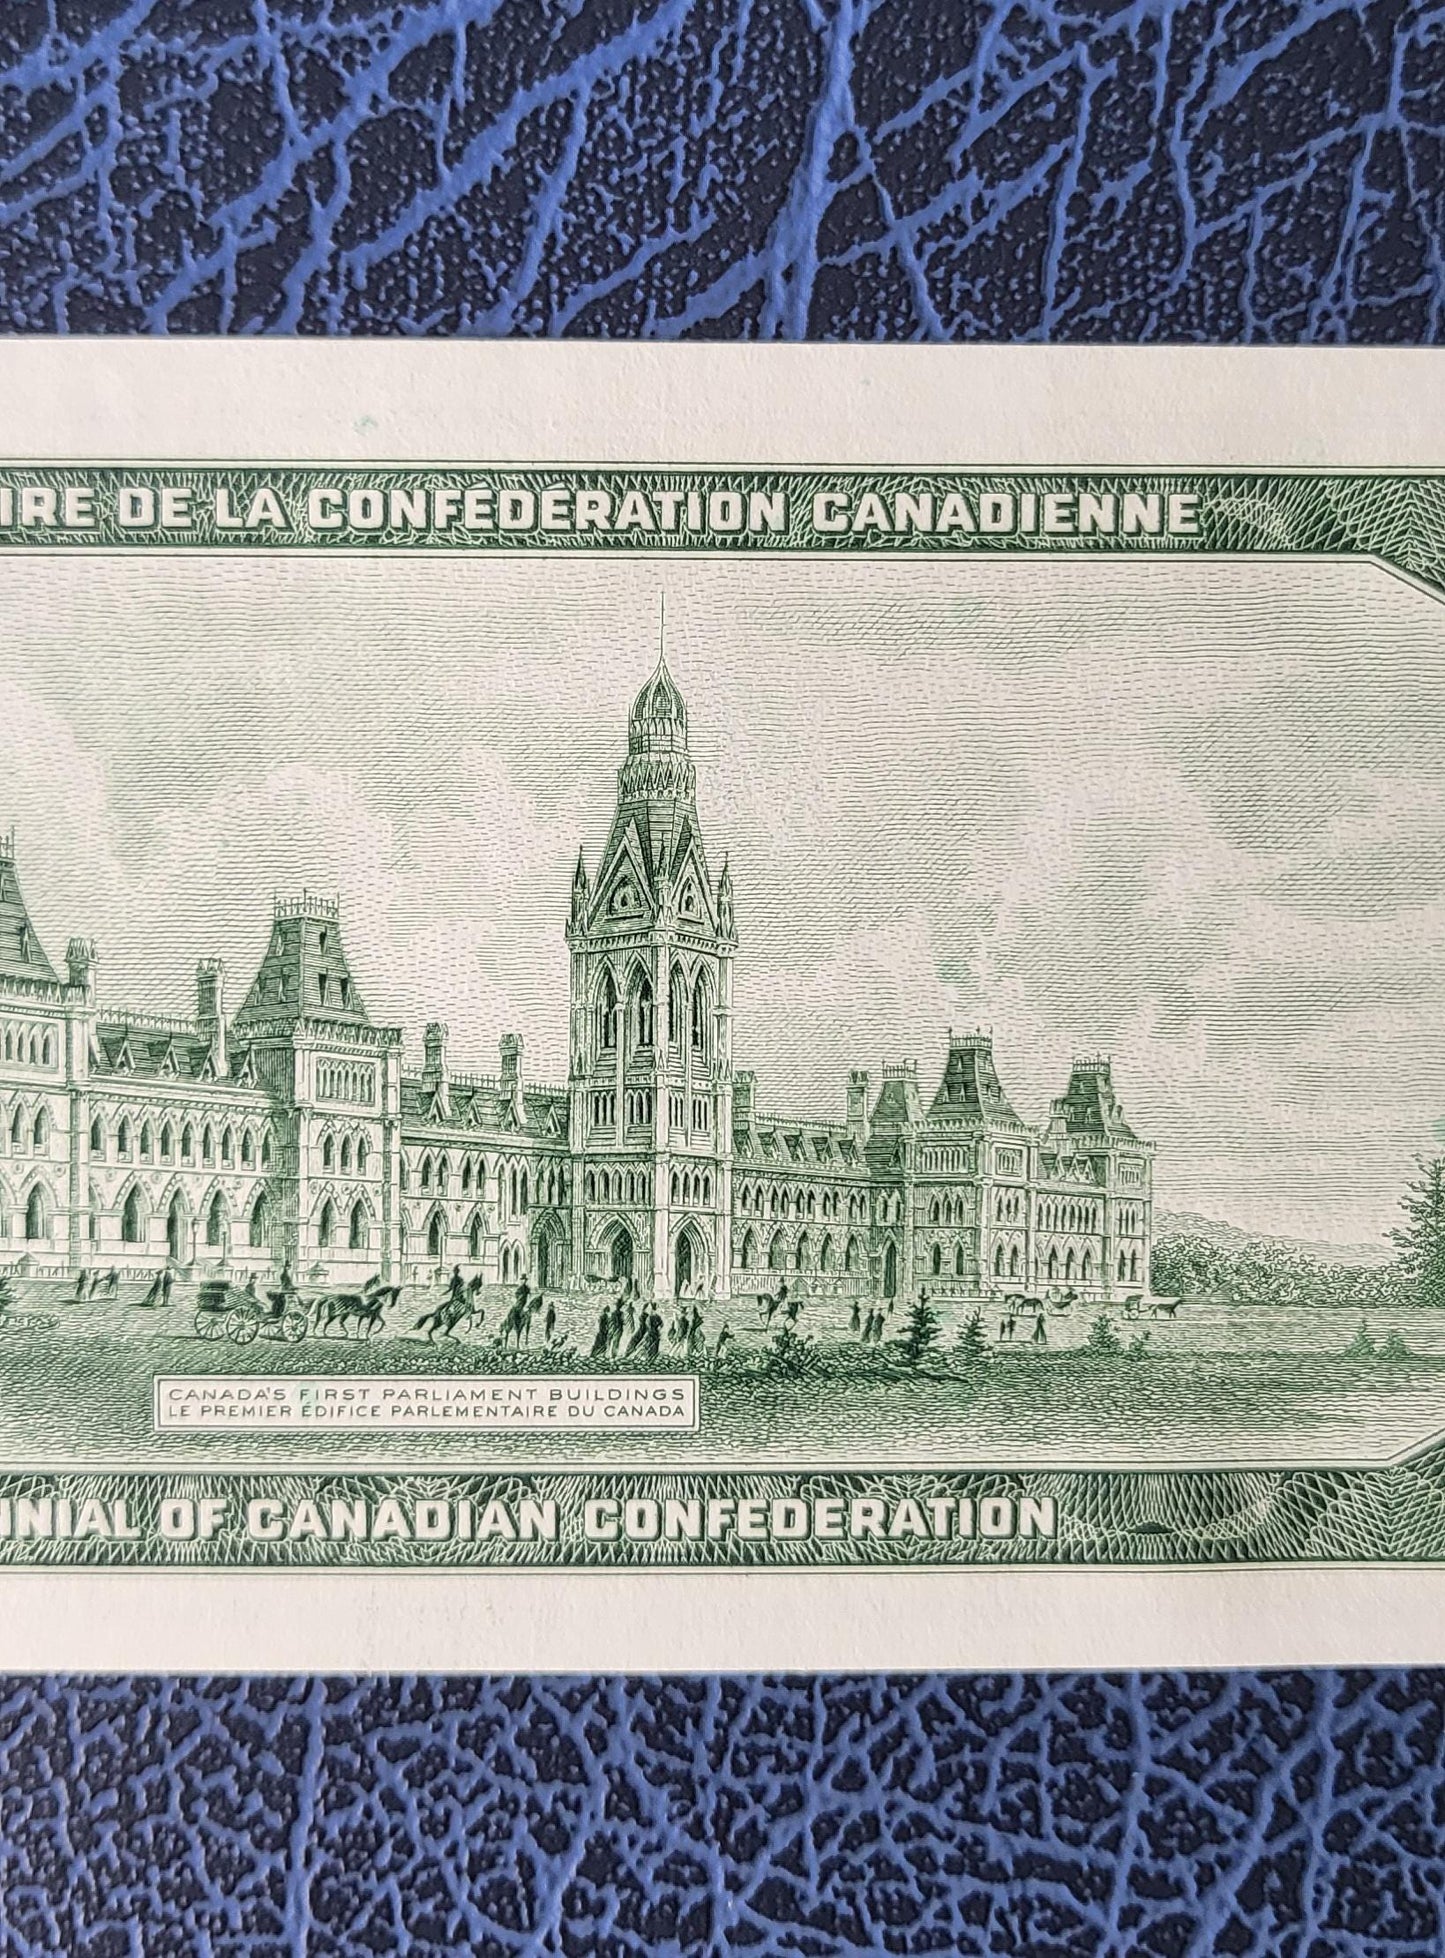 IRE DE LA CONFÉDÉRATION CANADIENNE
CANADA'S FIRST PARLIAMENT BUILDINGS
LE PREMIER ÉDIFICE PARLEMENTAIRE DU CANADA
NNIAL OF CANADIAN CONFEDERATION